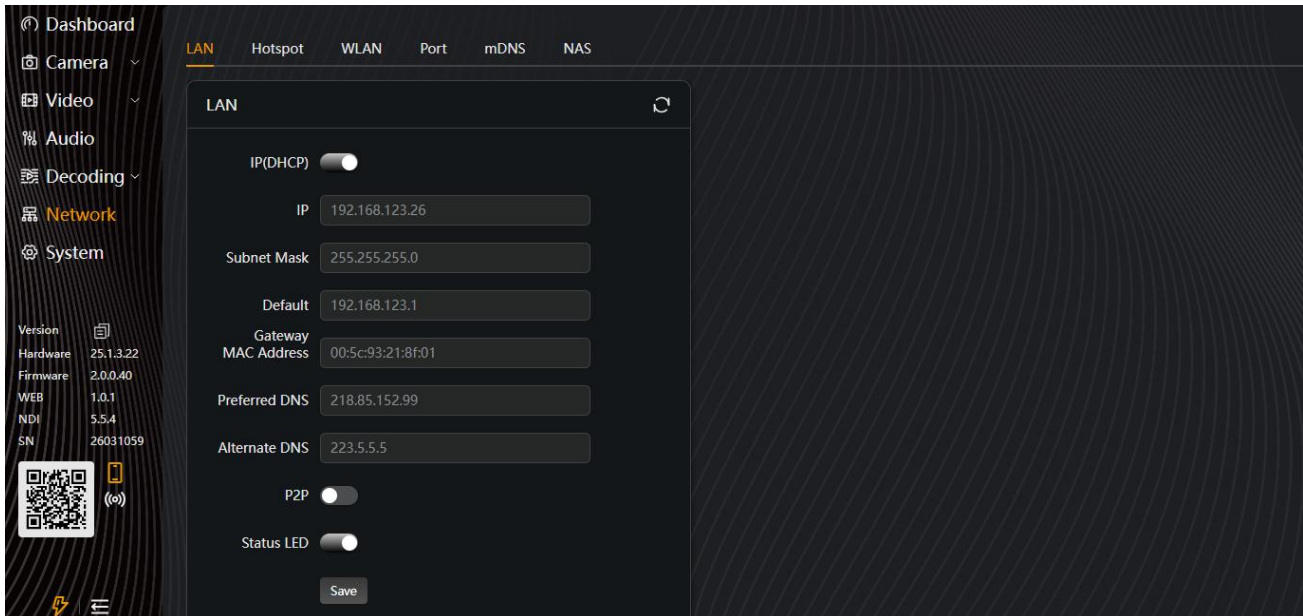 Dashboard
Camera
Video
Audio
Decoding
Network
System
Version
Hardware 25.1.3.22
Firmware 2.0.0.40
WEB 1.0.1
NDI 5.5.4
SN 26031059
LAN Hotspot WLAN Port mDNS NAS
LAN
IP(DHCP)
IP 192.168.123.26
Subnet Mask 255.255.255.0
Default 192.168.123.1
Gateway
MAC Address 00:5c:93:21:8f:01
Preferred DNS 218.85.152.99
Alternate DNS 223.5.5.5
P2P
Status LED
Save